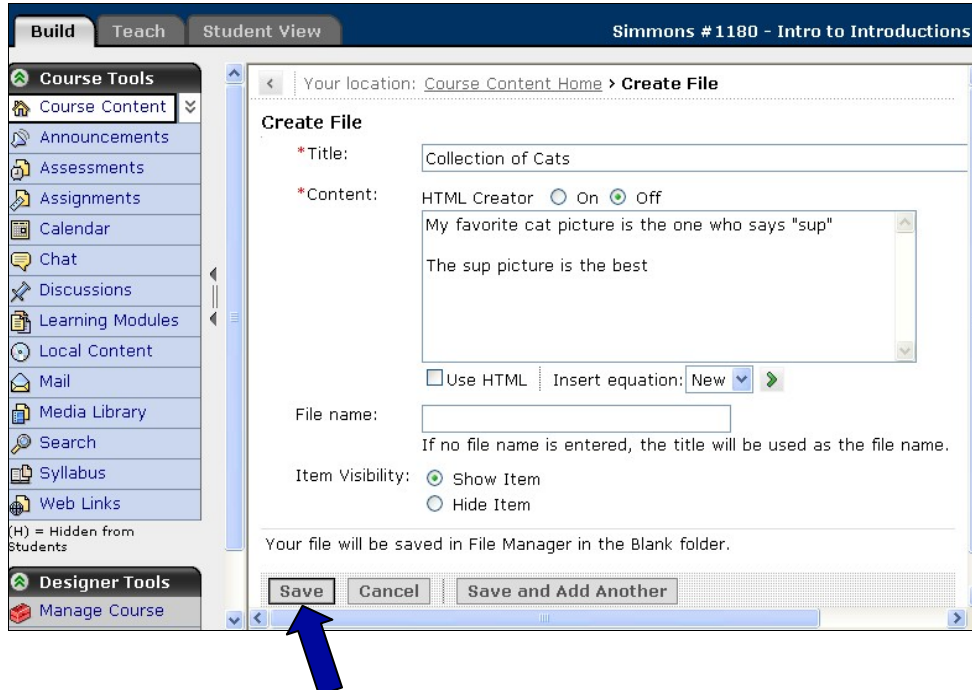 Build Teach Student View Simmons #1180 - Intro to Introductions
Course Tools
Course Content
Announcements
Assessments
Assignments
Calendar
Chat
Discussions
Learning Modules
Local Content
Mail
Media Library
Search
Syllabus
Web Links
(H) = Hidden from
Students
Designer Tools
Manage Course
Your location: Course Content Home > Create File
Create File
*Title: Collection of Cats
*Content: HTML Creator On Off
My favorite cat picture is the one who says "sup"
The sup picture is the best
Use HTML Insert equation: New
File name:
If no file name is entered, the title will be used as the file name.
Item Visibility: Show Item
Hide Item
Your file will be saved in File Manager in the Blank folder.
Save Cancel Save and Add Another